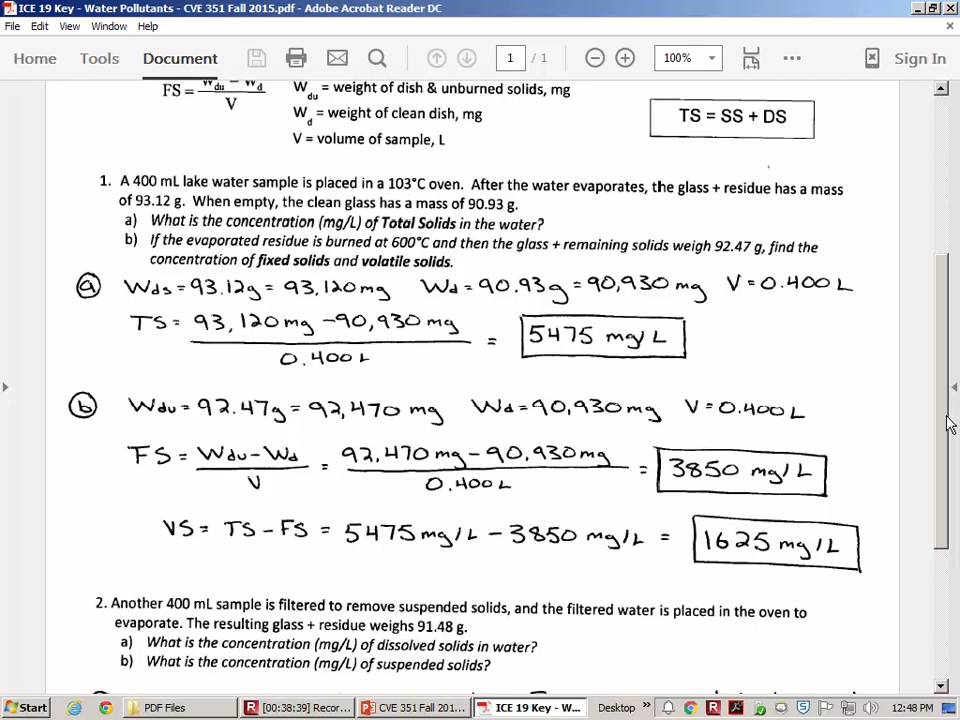 ICE 19 Key - Water Pollutants - CVE 351 Fall 2015.pdf - Adobe Acrobat Reader DC
File Edit View Window Help
Home Tools Document 1 / 1 100% Sign In
FS = Wdu - Wd / V
Wdu = weight of dish & unburned solids, mg
Wd = weight of clean dish, mg
V = volume of sample, L
TS = SS + DS
1. A 400 mL lake water sample is placed in a 103°C oven. After the water evaporates, the glass + residue has a mass
of 93.12 g. When empty, the clean glass has a mass of 90.93 g.
a) What is the concentration (mg/L) of Total Solids in the water?
b) If the evaporated residue is burned at 600°C and then the glass + remaining solids weigh 92.47 g, find the
concentration of fixed solids and volatile solids.
a Wds = 93.12g = 93,120 mg Wd = 90.93g = 90,930 mg V = 0.400 L
TS = 93,120 mg - 90,930 mg / 0.400 L = 5475 mg/L
b Wdu = 92.47g = 92,470 mg Wd = 90,930 mg V = 0.400 L
FS = Wdu - Wd / V = 92,470 mg - 90,930 mg / 0.400 L = 3850 mg/L
VS = TS - FS = 5475 mg/L - 3850 mg/L = 1625 mg/L
2. Another 400 mL sample is filtered to remove suspended solids, and the filtered water is placed in the oven to
evaporate. The resulting glass + residue weighs 91.48 g.
a) What is the concentration (mg/L) of dissolved solids in water?
b) What is the concentration (mg/L) of suspended solids?
Start PDF Files [00:38:39] Recor... CVE 351 Fall 201... ICE 19 Key - W... Desktop 12:48 PM